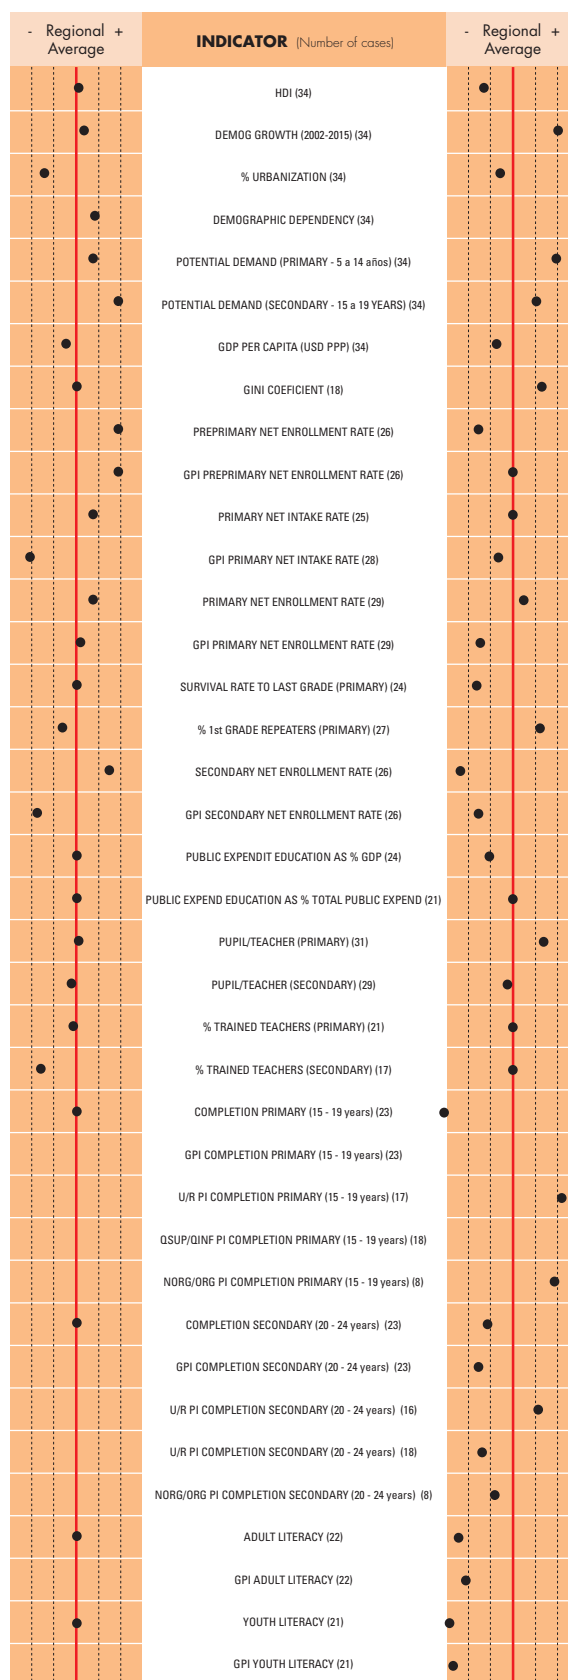 - Regional +
Average
INDICATOR (Number of cases)
- Regional +
Average
HDI (34)
DEMOG GROWTH (2002-2015) (34)
% URBANIZATION (34)
DEMOGRAPHIC DEPENDENCY (34)
POTENTIAL DEMAND (PRIMARY - 5 a 14 años) (34)
POTENTIAL DEMAND (SECONDARY - 15 a 19 YEARS) (34)
GDP PER CAPITA (USD PPP) (34)
GINI COEFICIENT (18)
PREPRIMARY NET ENROLLMENT RATE (26)
GPI PREPRIMARY NET ENROLLMENT RATE (26)
PRIMARY NET INTAKE RATE (25)
GPI PRIMARY NET INTAKE RATE (28)
PRIMARY NET ENROLLMENT RATE (29)
GPI PRIMARY NET ENROLLMENT RATE (29)
SURVIVAL RATE TO LAST GRADE (PRIMARY) (24)
% 1st GRADE REPEATERS (PRIMARY) (27)
SECONDARY NET ENROLLMENT RATE (26)
GPI SECONDARY NET ENROLLMENT RATE (26)
PUBLIC EXPENDIT EDUCATION AS % GDP (24)
PUBLIC EXPEND EDUCATION AS % TOTAL PUBLIC EXPEND (21)
PUPIL/TEACHER (PRIMARY) (31)
PUPIL/TEACHER (SECONDARY) (29)
% TRAINED TEACHERS (PRIMARY) (21)
% TRAINED TEACHERS (SECONDARY) (17)
COMPLETION PRIMARY (15 - 19 years) (23)
GPI COMPLETION PRIMARY (15 - 19 years) (23)
U/R PI COMPLETION PRIMARY (15 - 19 years) (17)
QSUP/QINF PI COMPLETION PRIMARY (15 - 19 years) (18)
NORG/ORG PI COMPLETION PRIMARY (15 - 19 years) (8)
COMPLETION SECONDARY (20 - 24 years) (23)
GPI COMPLETION SECONDARY (20 - 24 years) (23)
U/R PI COMPLETION SECONDARY (20 - 24 years) (16)
U/R PI COMPLETION SECONDARY (20 - 24 years) (18)
NORG/ORG PI COMPLETION SECONDARY (20 - 24 years) (8)
ADULT LITERACY (22)
GPI ADULT LITERACY (22)
YOUTH LITERACY (21)
GPI YOUTH LITERACY (21)